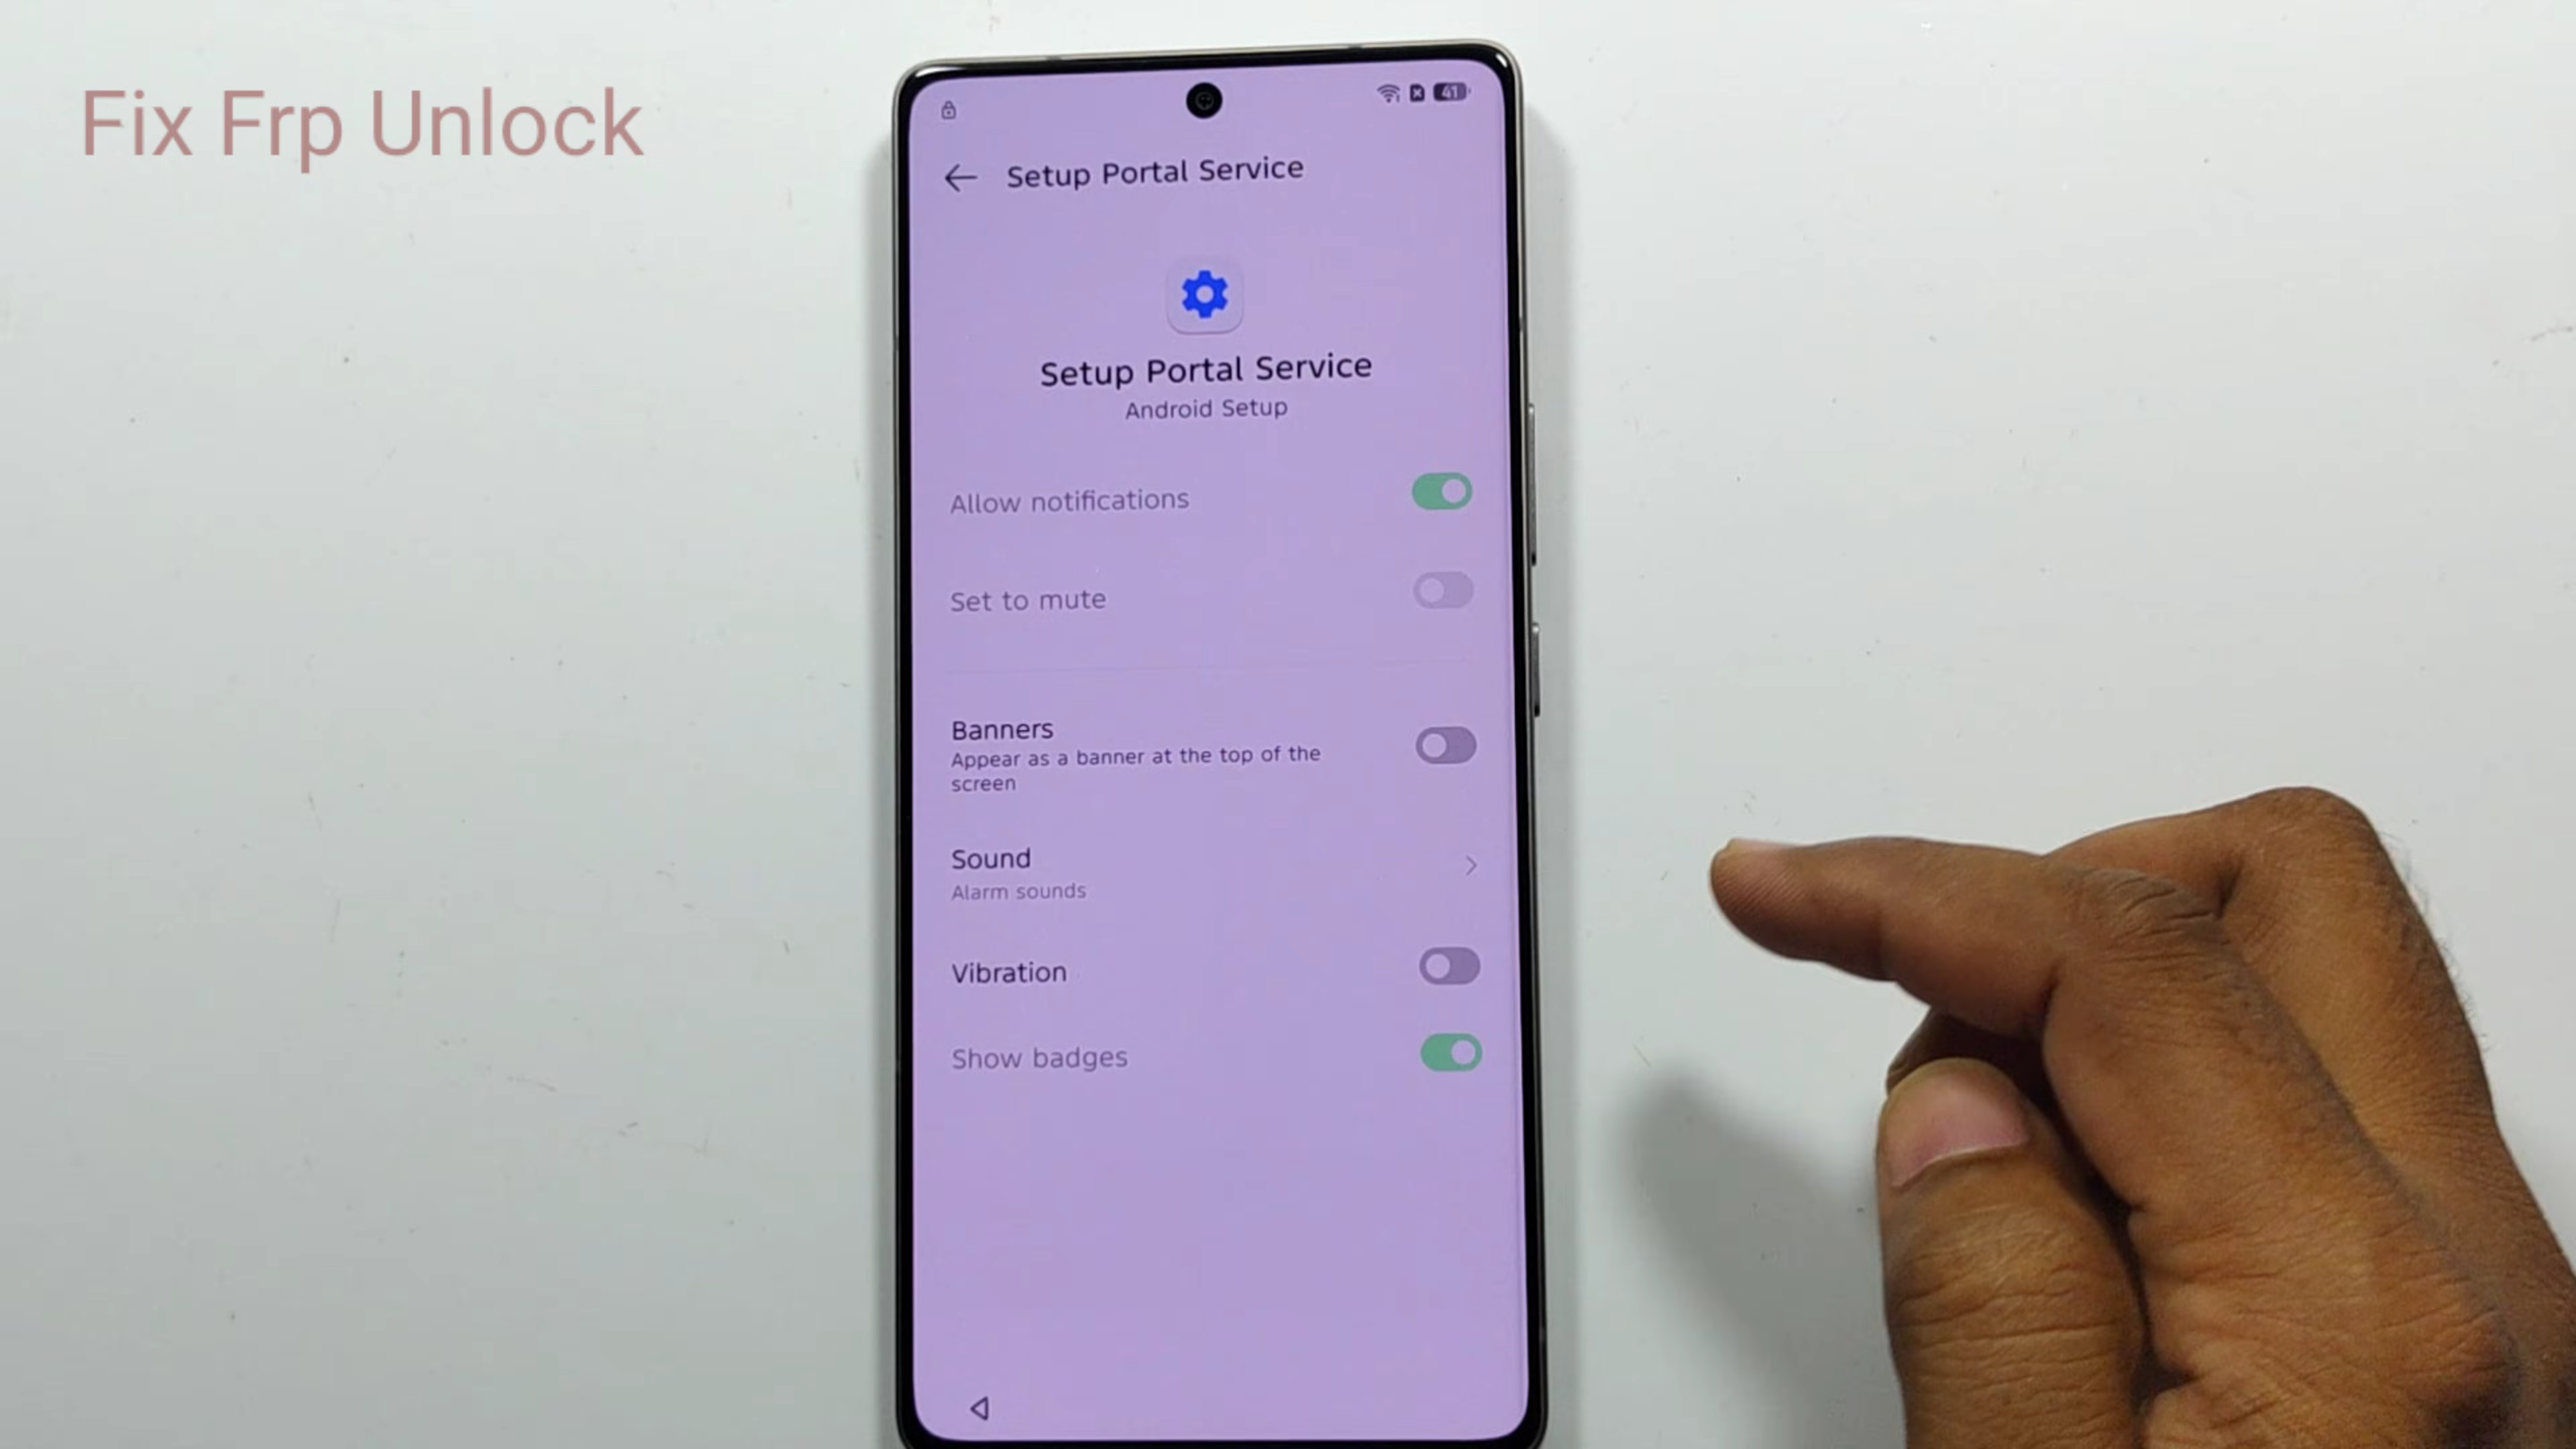 Fix Frp Unlock
41
Setup Portal Service
Setup Portal Service
Android Setup
Allow notifications
Set to mute
Banners
Appear as a banner at the top of the
screen
Sound
Alarm sounds
Vibration
Show badges